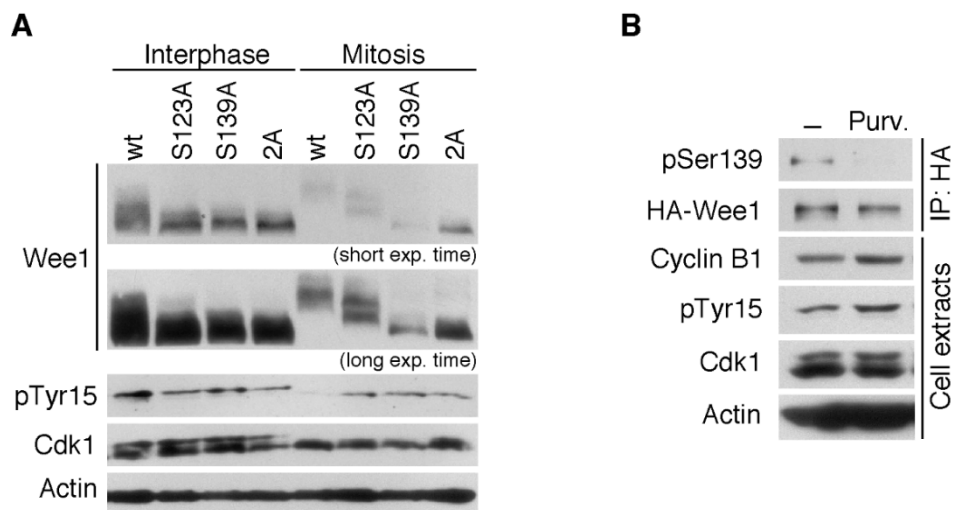 A
Interphase Mitosis
wt S123A S139A 2A wt S123A S139A 2A
Wee1
(short exp. time)
(long exp. time)
pTyr15
Cdk1
Actin
B
– Purv.
pSer139
HA-Wee1
IP: HA
Cyclin B1
pTyr15
Cdk1
Actin
Cell extracts